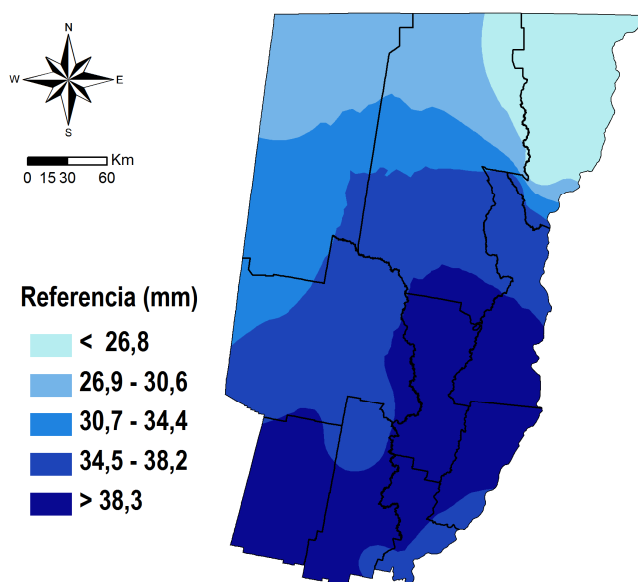 N
W E
S
Km
0 15 30 60
Referencia (mm)
< 26,8
26,9 - 30,6
30,7 - 34,4
34,5 - 38,2
> 38,3